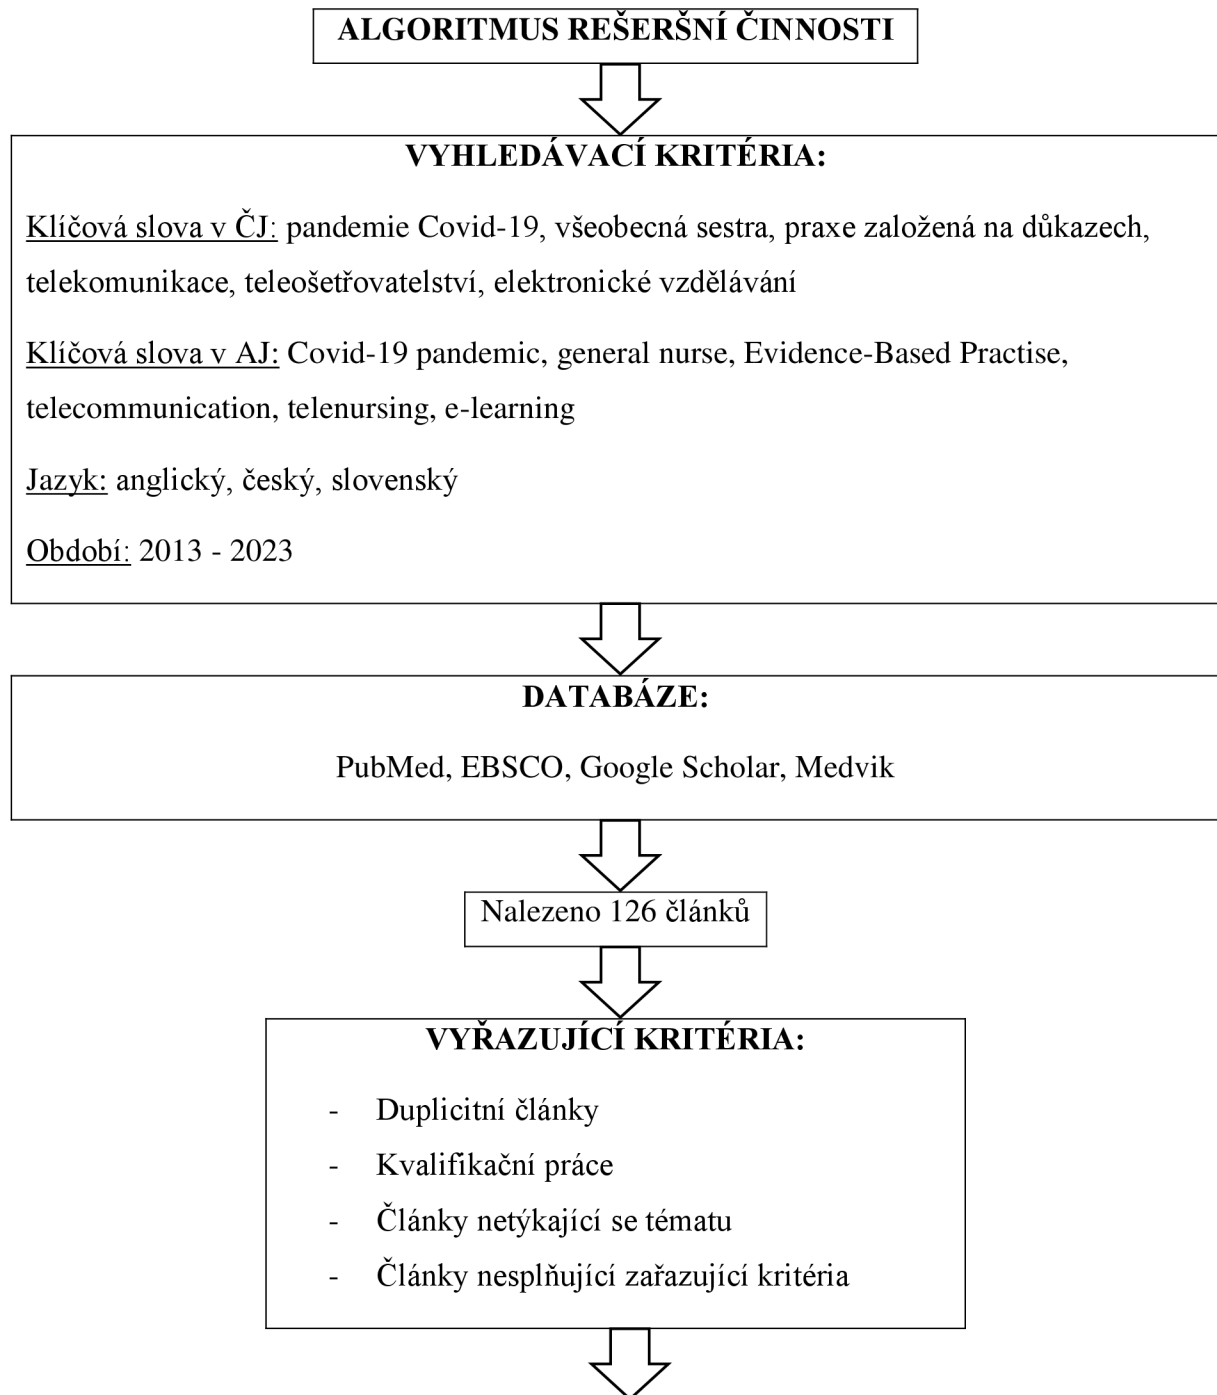 ALGORITMUS REŠERŠNÍ ČINNOSTI
VYHLEDÁVACÍ KRITÉRIA:
Klíčová slova v ČJ: pandemie Covid-19, všeobecná sestra, praxe založená na důkazech,
telekomunikace, teleošetřovatelství, elektronické vzdělávání
Klíčová slova v AJ: Covid-19 pandemic, general nurse, Evidence-Based Practise,
telecommunication, telenursing, e-learning
Jazyk: anglický, český, slovenský
Období: 2013 - 2023
DATABÁZE:
PubMed, EBSCO, Google Scholar, Medvik
Nalezeno 126 článků
VYŘAZUJÍCÍ KRITÉRIA:
- Duplicitní články
- Kvalifikační práce
- Články netýkající se tématu
- Články nesplňující zařazující kritéria